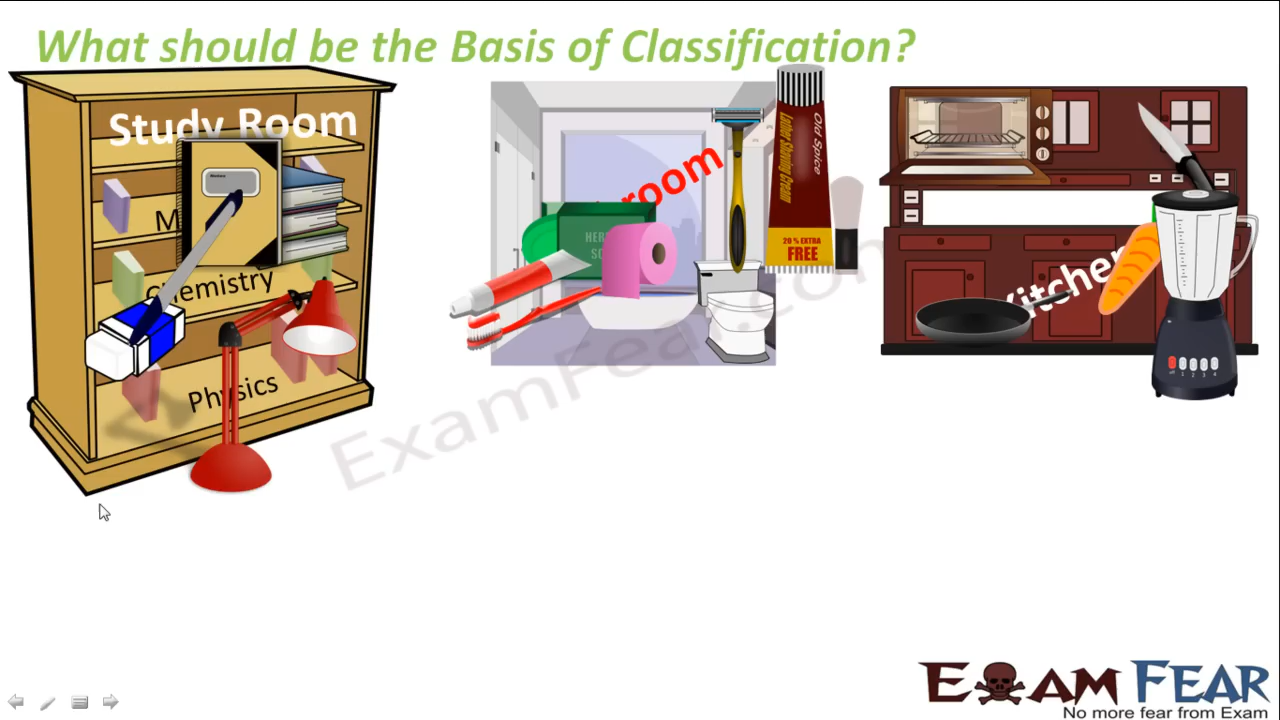 What should be the Basis of Classification?
Study Room
Chemistry
Physics
room
Old Spice
Lather Shaving Cream
20 % EXTRA
FREE
Kitchen
ExamFear.com
EXAM FEAR
No more fear from Exam